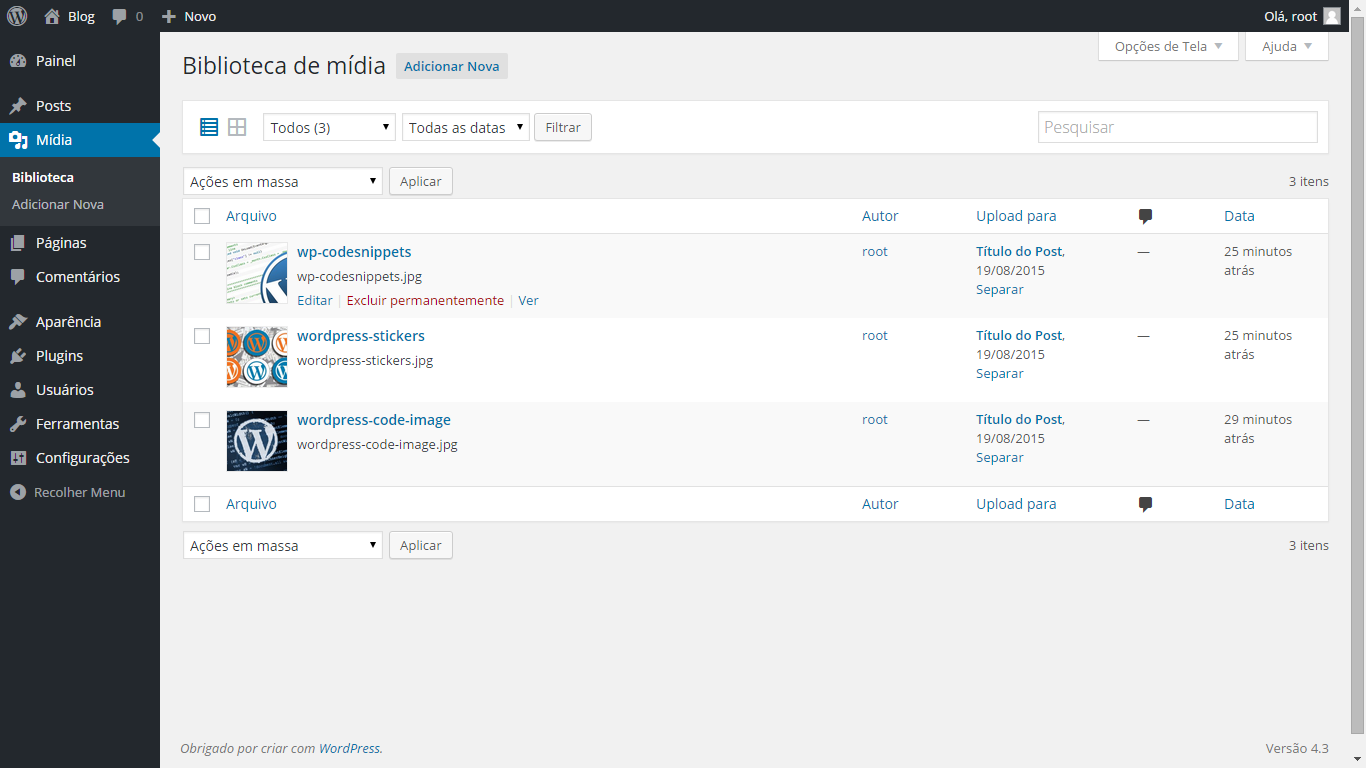 Blog 0 Novo Olá, root
Painel
Posts
Mídia
Biblioteca
Adicionar Nova
Páginas
Comentários
Aparência
Plugins
Usuários
Ferramentas
Configurações
Recolher Menu
Opções de Tela Ajuda
Biblioteca de mídia Adicionar Nova
Todos (3) Todas as datas Filtrar Pesquisar
Ações em massa Aplicar 3 itens
Arquivo Autor Upload para Data
wp-codesnippets root Título do Post, — 25 minutos
wp-codesnippets.jpg 19/08/2015 atrás
Editar | Excluir permanentemente | Ver Separar
wordpress-stickers root Título do Post, — 25 minutos
wordpress-stickers.jpg 19/08/2015 atrás
Separar
wordpress-code-image root Título do Post, — 29 minutos
wordpress-code-image.jpg 19/08/2015 atrás
Separar
Arquivo Autor Upload para Data
Ações em massa Aplicar 3 itens
Obrigado por criar com WordPress. Versão 4.3